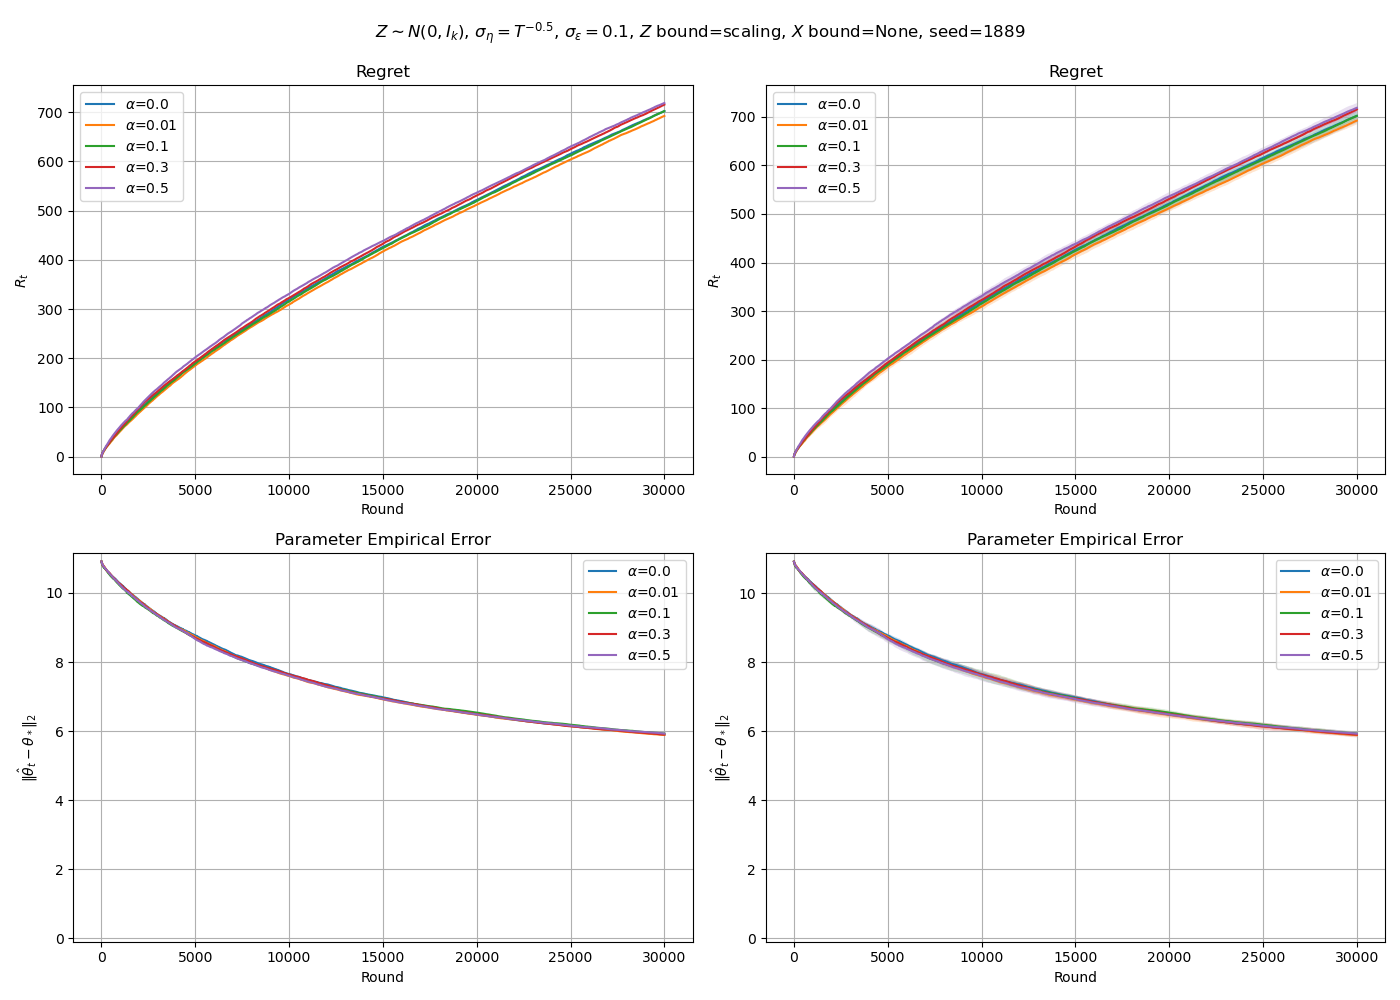 Z ∼ N(0, I_k), σ_η = T^{−0.5}, σ_ε = 0.1, Z bound=scaling, X bound=None, seed=1889
Regret
R_t
700
600
500
400
300
200
100
0
α=0.0
α=0.01
α=0.1
α=0.3
α=0.5
0 5000 10000 15000 20000 25000 30000
Round
Regret
R_t
700
600
500
400
300
200
100
0
α=0.0
α=0.01
α=0.1
α=0.3
α=0.5
0 5000 10000 15000 20000 25000 30000
Round
Parameter Empirical Error
‖θ̂_t − θ_*‖_2
10
8
6
4
2
0
α=0.0
α=0.01
α=0.1
α=0.3
α=0.5
0 5000 10000 15000 20000 25000 30000
Round
Parameter Empirical Error
‖θ̂_t − θ_*‖_2
10
8
6
4
2
0
α=0.0
α=0.01
α=0.1
α=0.3
α=0.5
0 5000 10000 15000 20000 25000 30000
Round